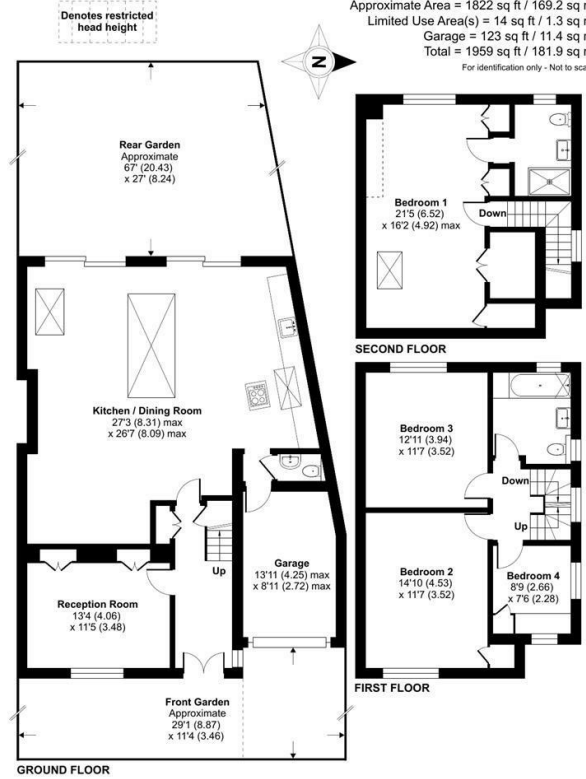 Denotes restricted
head height
Approximate Area = 1822 sq ft / 169.2 sq m
Limited Use Area(s) = 14 sq ft / 1.3 sq m
Garage = 123 sq ft / 11.4 sq m
Total = 1959 sq ft / 181.9 sq m
For identification only - Not to scale
N
Rear Garden
Approximate
67' (20.43)
x 27' (8.24)
Kitchen / Dining Room
27'3 (8.31) max
x 26'7 (8.09) max
Up
Garage
13'11 (4.25) max
x 8'11 (2.72) max
Reception Room
13'4 (4.06)
x 11'5 (3.48)
Front Garden
Approximate
29'1 (8.87)
x 11'4 (3.46)
GROUND FLOOR
Bedroom 1
21'5 (6.52)
x 16'2 (4.92) max
Down
SECOND FLOOR
Bedroom 3
12'11 (3.94)
x 11'7 (3.52)
Down
Up
Bedroom 2
14'10 (4.53)
x 11'7 (3.52)
Bedroom 4
8'9 (2.66)
x 7'6 (2.28)
FIRST FLOOR